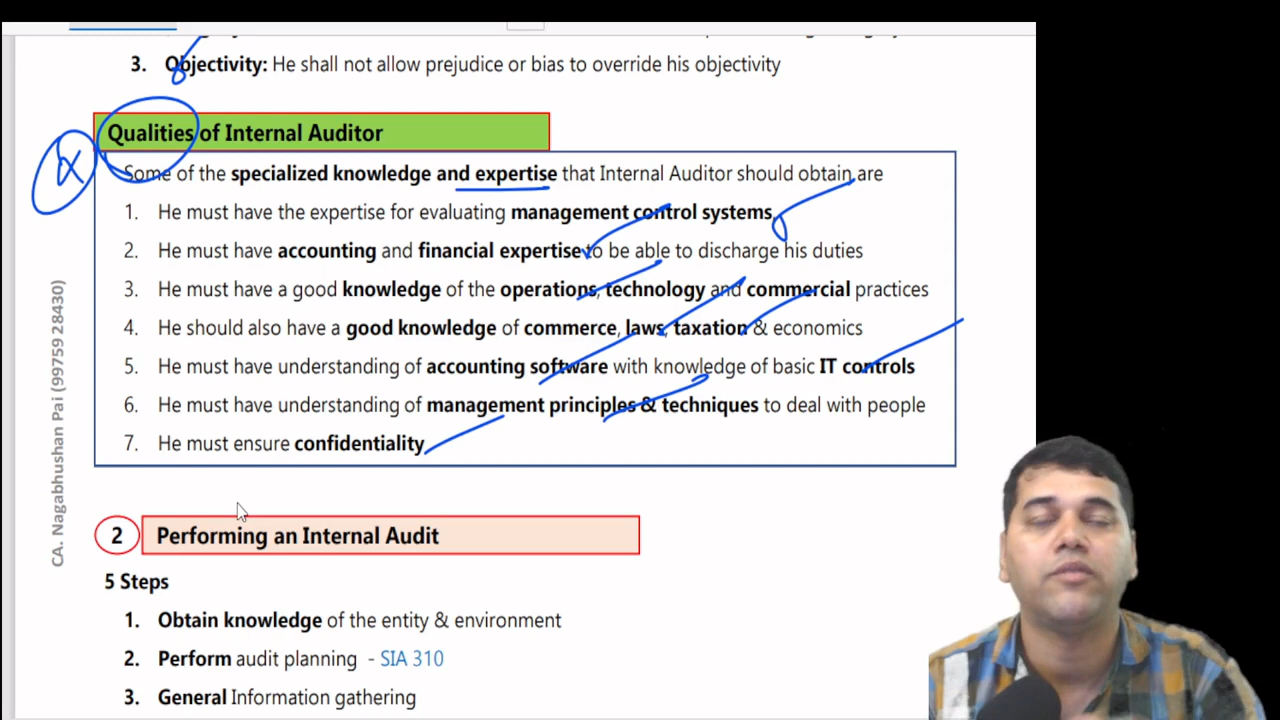 3. Objectivity: He shall not allow prejudice or bias to override his objectivity
Qualities of Internal Auditor
Some of the specialized knowledge and expertise that Internal Auditor should obtain are
1. He must have the expertise for evaluating management control systems,
2. He must have accounting and financial expertise to be able to discharge his duties
3. He must have a good knowledge of the operations, technology and commercial practices
4. He should also have a good knowledge of commerce, laws, taxation & economics
5. He must have understanding of accounting software with knowledge of basic IT controls
6. He must have understanding of management principles & techniques to deal with people
7. He must ensure confidentiality
CA. Nagabhushan Pai (99759 28430)
2 Performing an Internal Audit
5 Steps
1. Obtain knowledge of the entity & environment
2. Perform audit planning - SIA 310
3. General Information gathering